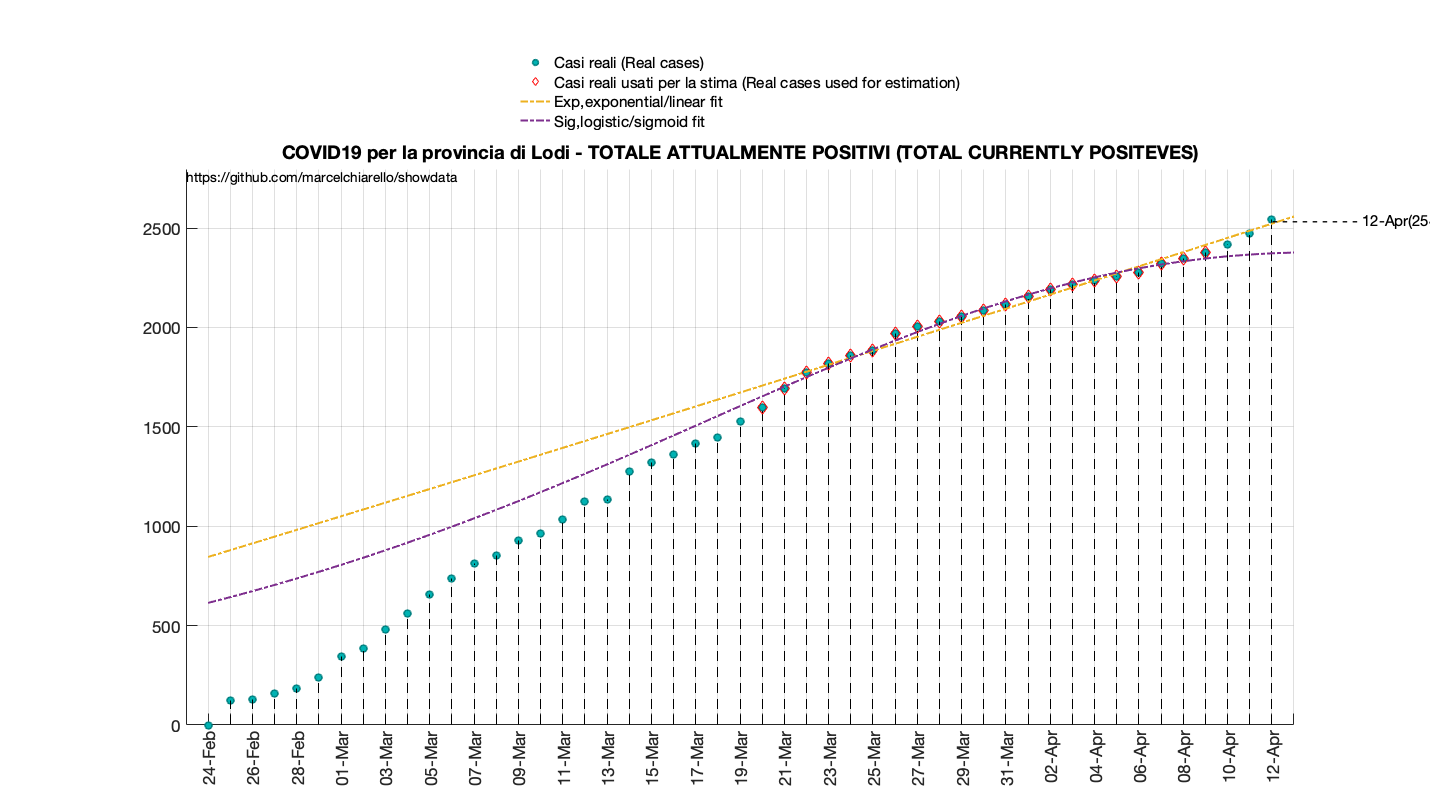 Casi reali (Real cases)
Casi reali usati per la stima (Real cases used for estimation)
Exp,exponential/linear fit
Sig,logistic/sigmoid fit
COVID19 per la provincia di Lodi - TOTALE ATTUALMENTE POSITIVI (TOTAL CURRENTLY POSITEVES)
https://github.com/marcelchiarello/showdata
2500
12-Apr(25
2000
1500
1000
500
0
24-Feb
26-Feb
28-Feb
01-Mar
03-Mar
05-Mar
07-Mar
09-Mar
11-Mar
13-Mar
15-Mar
17-Mar
19-Mar
21-Mar
23-Mar
25-Mar
27-Mar
29-Mar
31-Mar
02-Apr
04-Apr
06-Apr
08-Apr
10-Apr
12-Apr